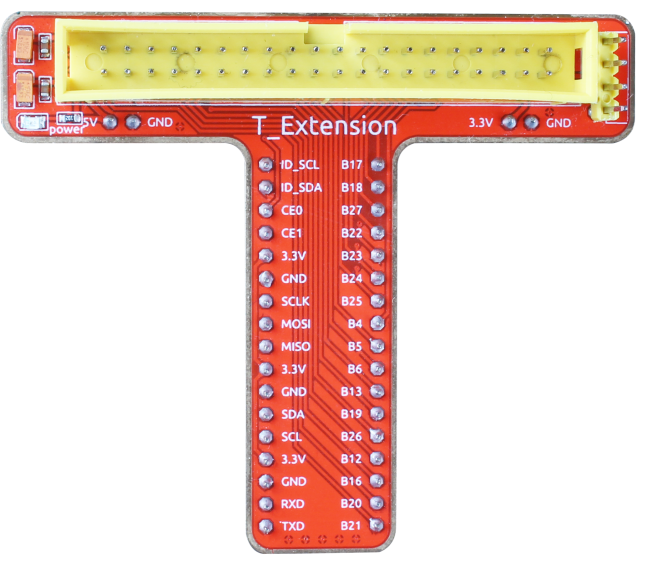 power 5V GND T_Extension 3.3V GND
ID_SCL B17
ID_SDA B18
CE0 B27
CE1 B22
3.3V B23
GND B24
SCLK B25
MOSI B4
MISO B5
3.3V B6
GND B13
SDA B19
SCL B26
3.3V B12
GND B16
RXD B20
TXD B21